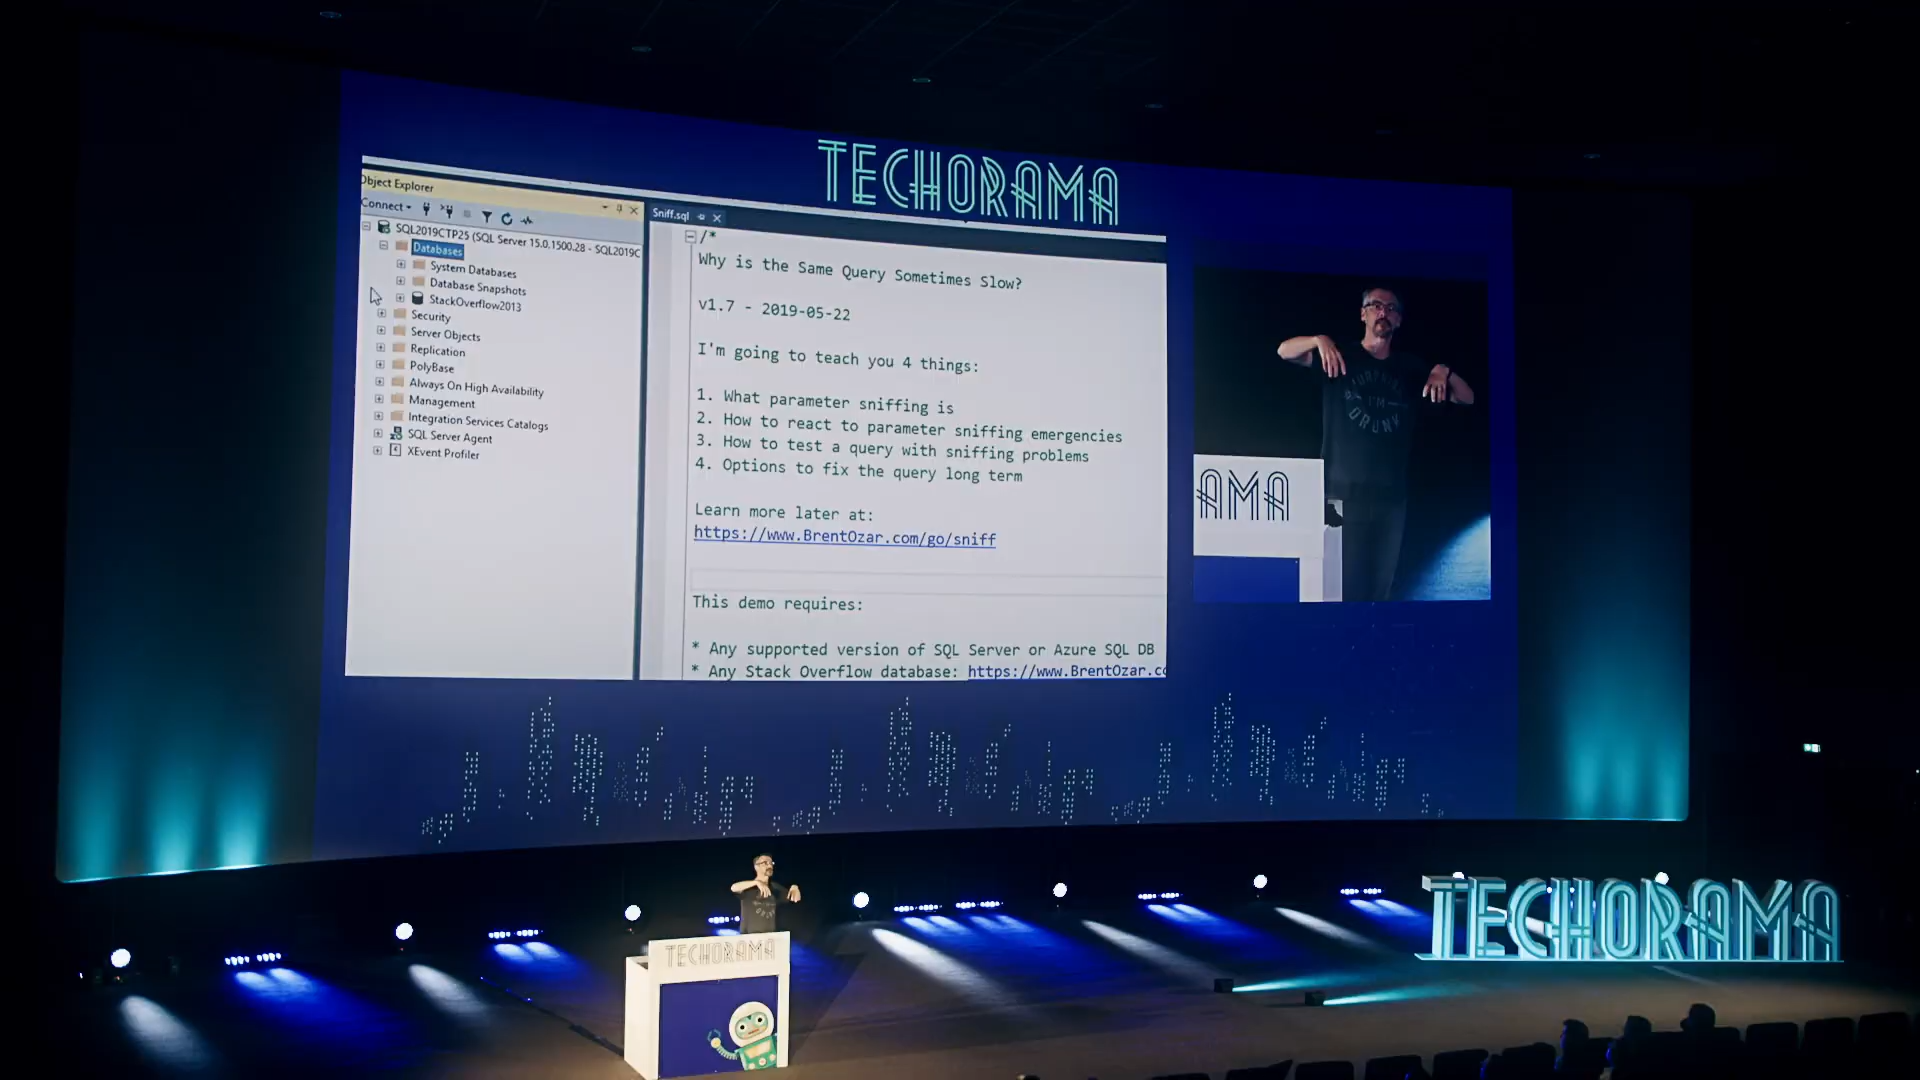 TECHORAMA
Object Explorer
Connect
SQL2019CTP25 (SQL Server 15.0.1500.28 - SQL2019C
Databases
System Databases
Database Snapshots
StackOverflow2013
Security
Server Objects
Replication
PolyBase
Always On High Availability
Management
Integration Services Catalogs
SQL Server Agent
XEvent Profiler
Sniff.sql
/*
Why is the Same Query Sometimes Slow?
v1.7 - 2019-05-22
I'm going to teach you 4 things:
1. What parameter sniffing is
2. How to react to parameter sniffing emergencies
3. How to test a query with sniffing problems
4. Options to fix the query long term
Learn more later at:
https://www.BrentOzar.com/go/sniff
This demo requires:
* Any supported version of SQL Server or Azure SQL DB
* Any Stack Overflow database: https://www.BrentOzar.co
I'M
DRUNK
AMA
TECHORAMA
TECHORAMA